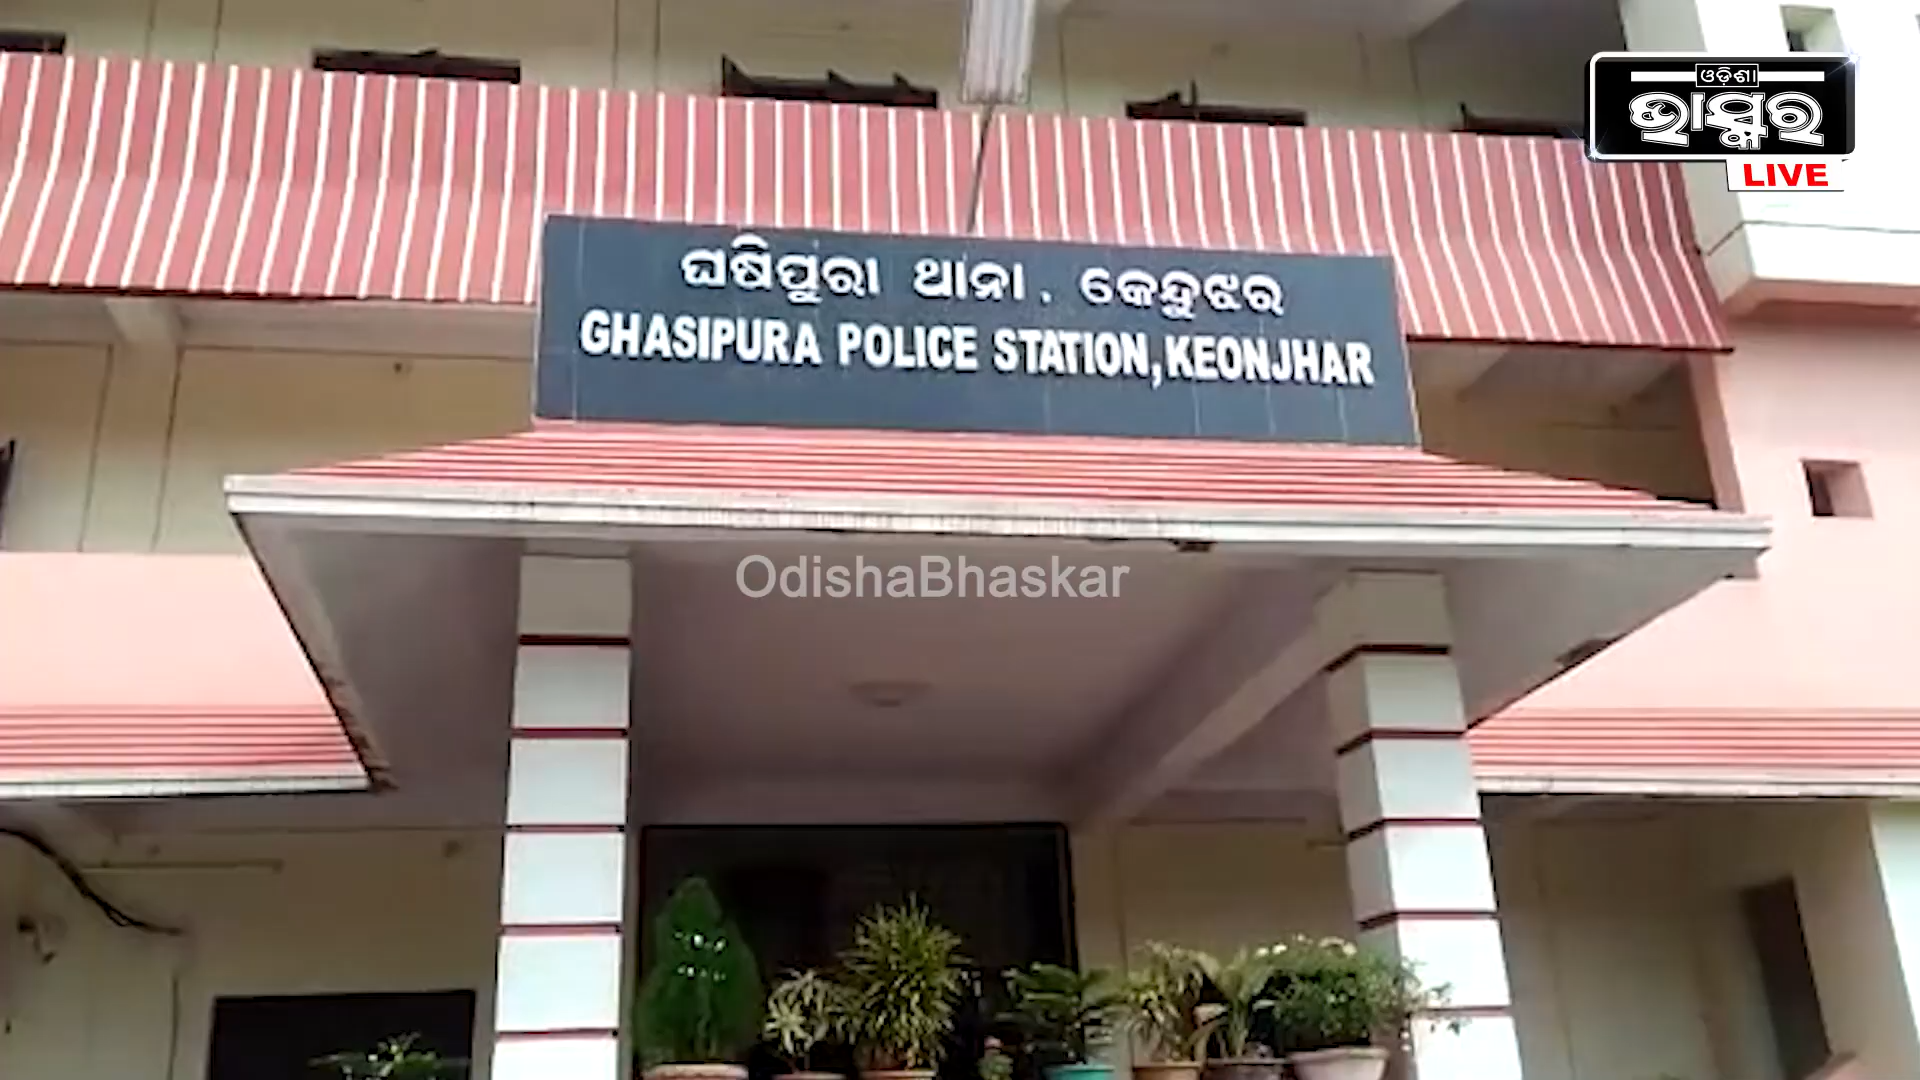 ଓଡ଼ିଶା
ଭାସ୍କର
LIVE
ଘଷିପୁରା ଥାନା . କେନ୍ଦୁଝର
GHASIPURA POLICE STATION, KEONJHAR
OdishaBhaskar